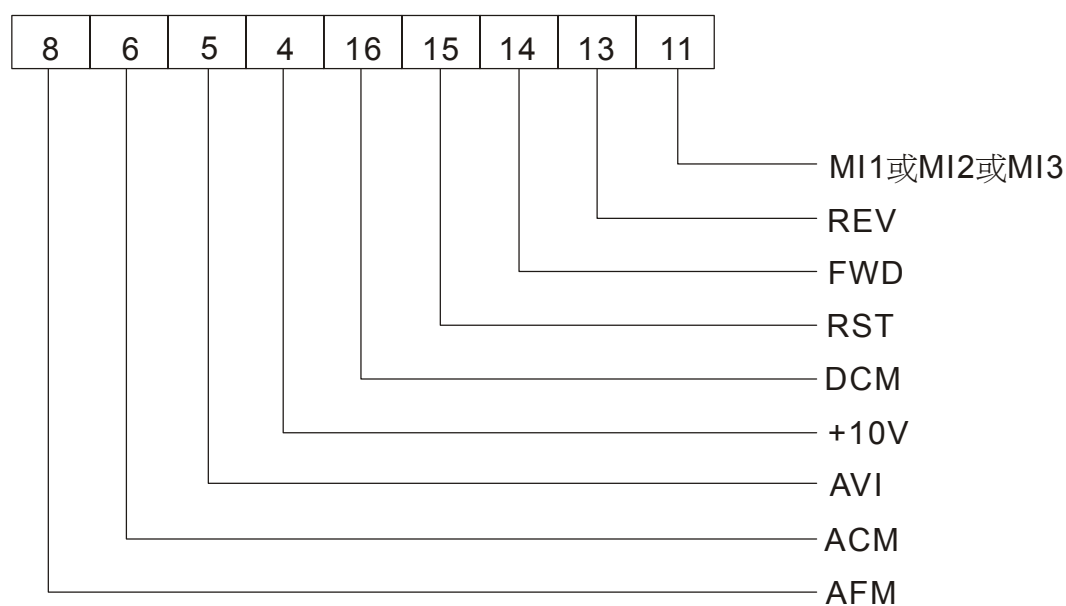 8 6 5 4 16 15 14 13 11
MI1或MI2或MI3
REV
FWD
RST
DCM
+10V
AVI
ACM
AFM